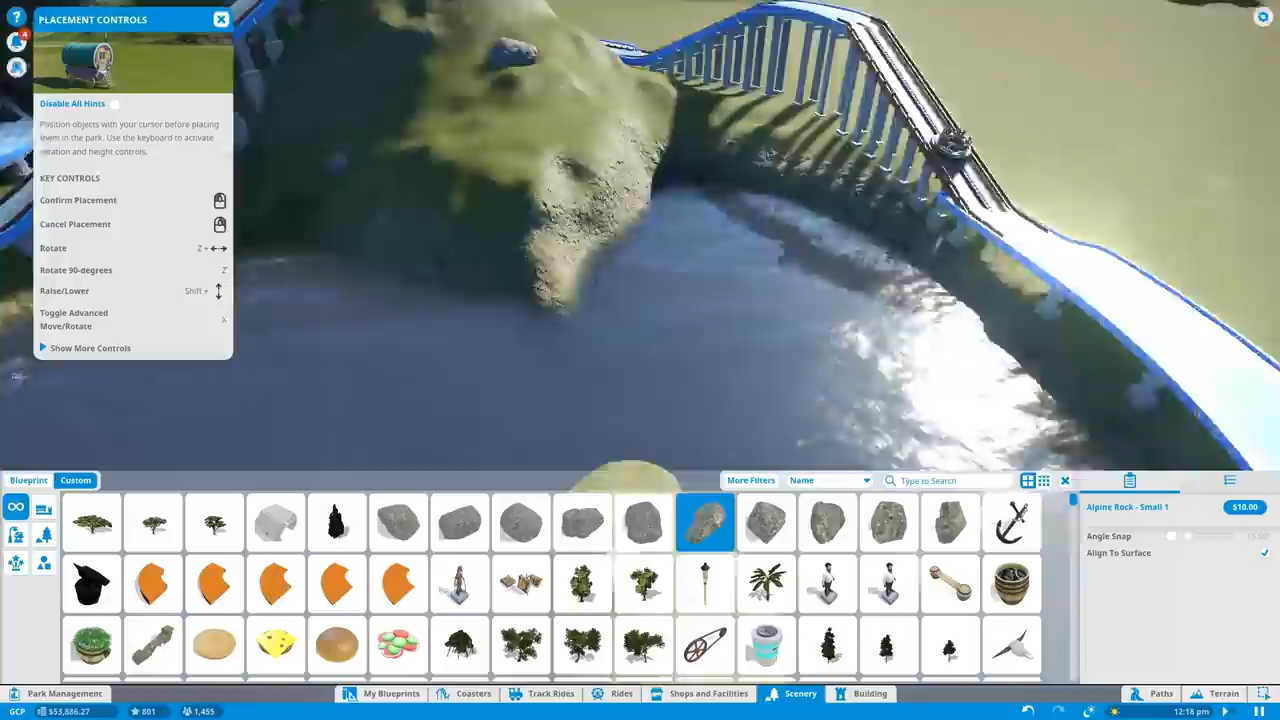 PLACEMENT CONTROLS
4
Disable All Hints
Position objects with your cursor before placing
them in the park. Use the keyboard to activate
rotation and height controls.
KEY CONTROLS
Confirm Placement
Cancel Placement
Rotate Z +
Rotate 90-degrees Z
Raise/Lower Shift +
Toggle Advanced
Move/Rotate
Show More Controls
Blueprint Custom More Filters Name Type to Search
Alpine Rock - Small 1 $10.00
Angle Snap 15.00
Align To Surface
Park Management My Blueprints Coasters Track Rides Rides Shops and Facilities Scenery Building Paths Terrain
GCP $53,886.27 801 1,455 12:18 pm